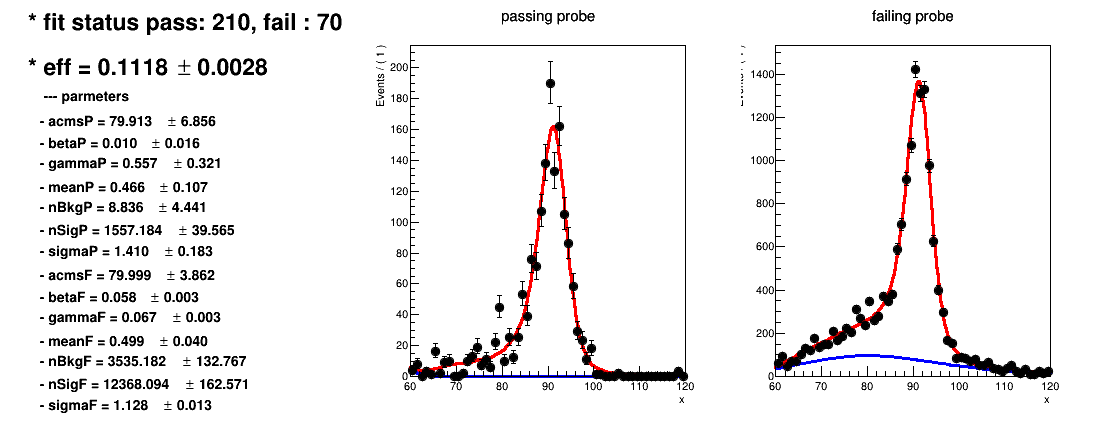 * fit status pass: 210, fail : 70
* eff = 0.1118 ± 0.0028
--- parmeters
- acmsP = 79.913 ± 6.856
- betaP = 0.010 ± 0.016
- gammaP = 0.557 ± 0.321
- meanP = 0.466 ± 0.107
- nBkgP = 8.836 ± 4.441
- nSigP = 1557.184 ± 39.565
- sigmaP = 1.410 ± 0.183
- acmsF = 79.999 ± 3.862
- betaF = 0.058 ± 0.003
- gammaF = 0.067 ± 0.003
- meanF = 0.499 ± 0.040
- nBkgF = 3535.182 ± 132.767
- nSigF = 12368.094 ± 162.571
- sigmaF = 1.128 ± 0.013
passing probe
Events / ( 1 )
200
180
160
140
120
100
80
60
40
20
0
60 70 80 90 100 110 120
x
failing probe
1400
1200
1000
800
600
400
200
0
60 70 80 90 100 110 120
x